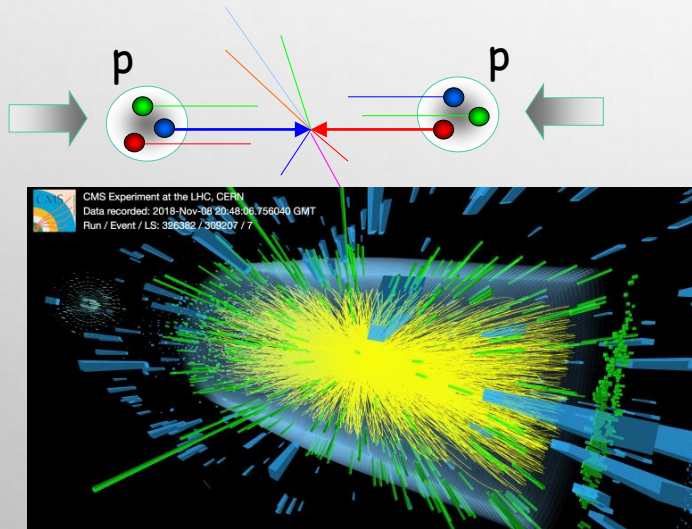 p
p
CMS
CMS Experiment at the LHC, CERN
Data recorded: 2018-Nov-08 20:48:06.756040 GMT
Run / Event / LS: 326382 / 309207 / 7